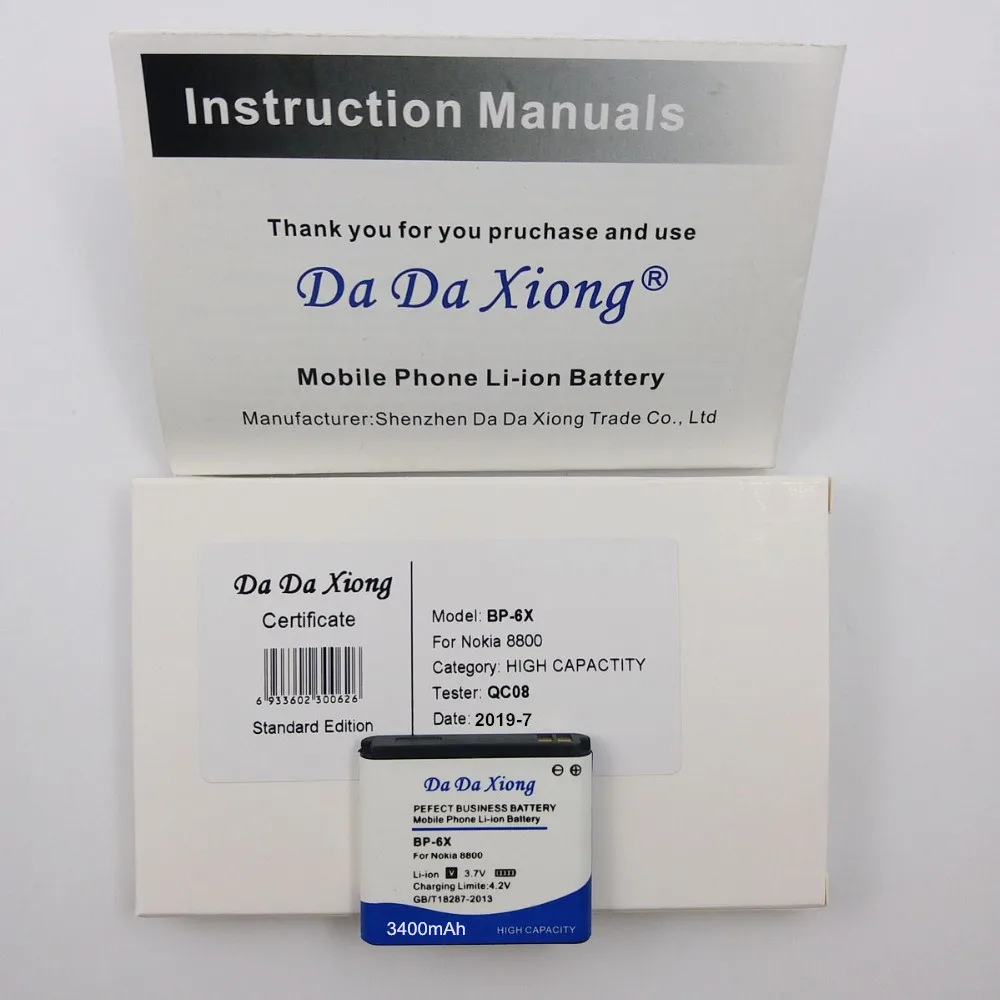 Instruction Manuals
Thank you for you pruchase and use
Da Da Xiong®
Mobile Phone Li-ion Battery
Manufacturer:Shenzhen Da Da Xiong Trade Co., Ltd
Da Da Xiong
Certificate
6 933602 300626
Standard Edition
Model: BP-6X
For Nokia 8800
Category: HIGH CAPACTITY
Tester: QC08
Date: 2019-7
Da Da Xiong
PEFECT BUSINESS BATTERY
Mobile Phone Li-ion Battery
BP-6X
For Nokia 8800
Li-ion V 3.7V
Charging Limite:4.2V
GB/T18287-2013
3400mAh
HIGH CAPACITY